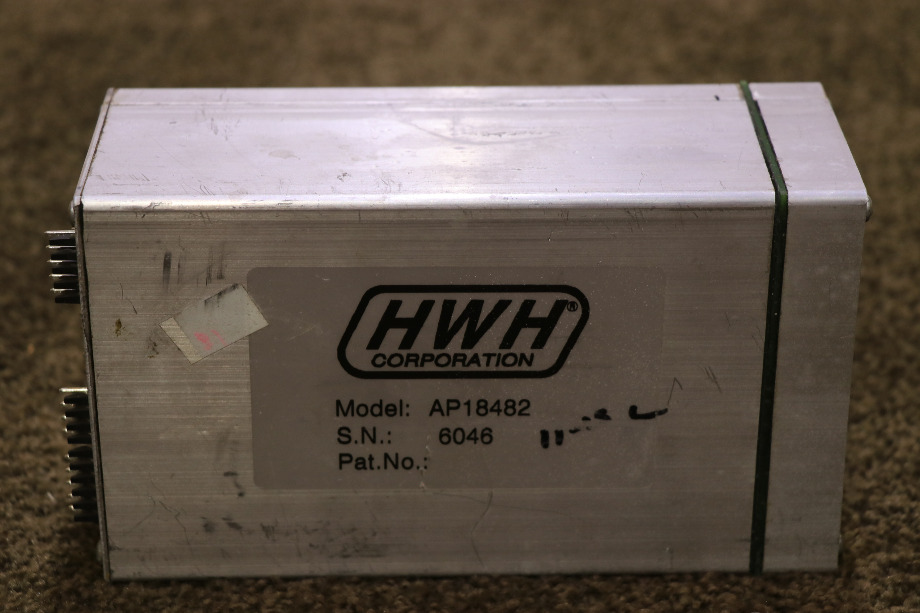 HWH®
CORPORATION
Model: AP18482
S.N.: 6046
Pat.No.: